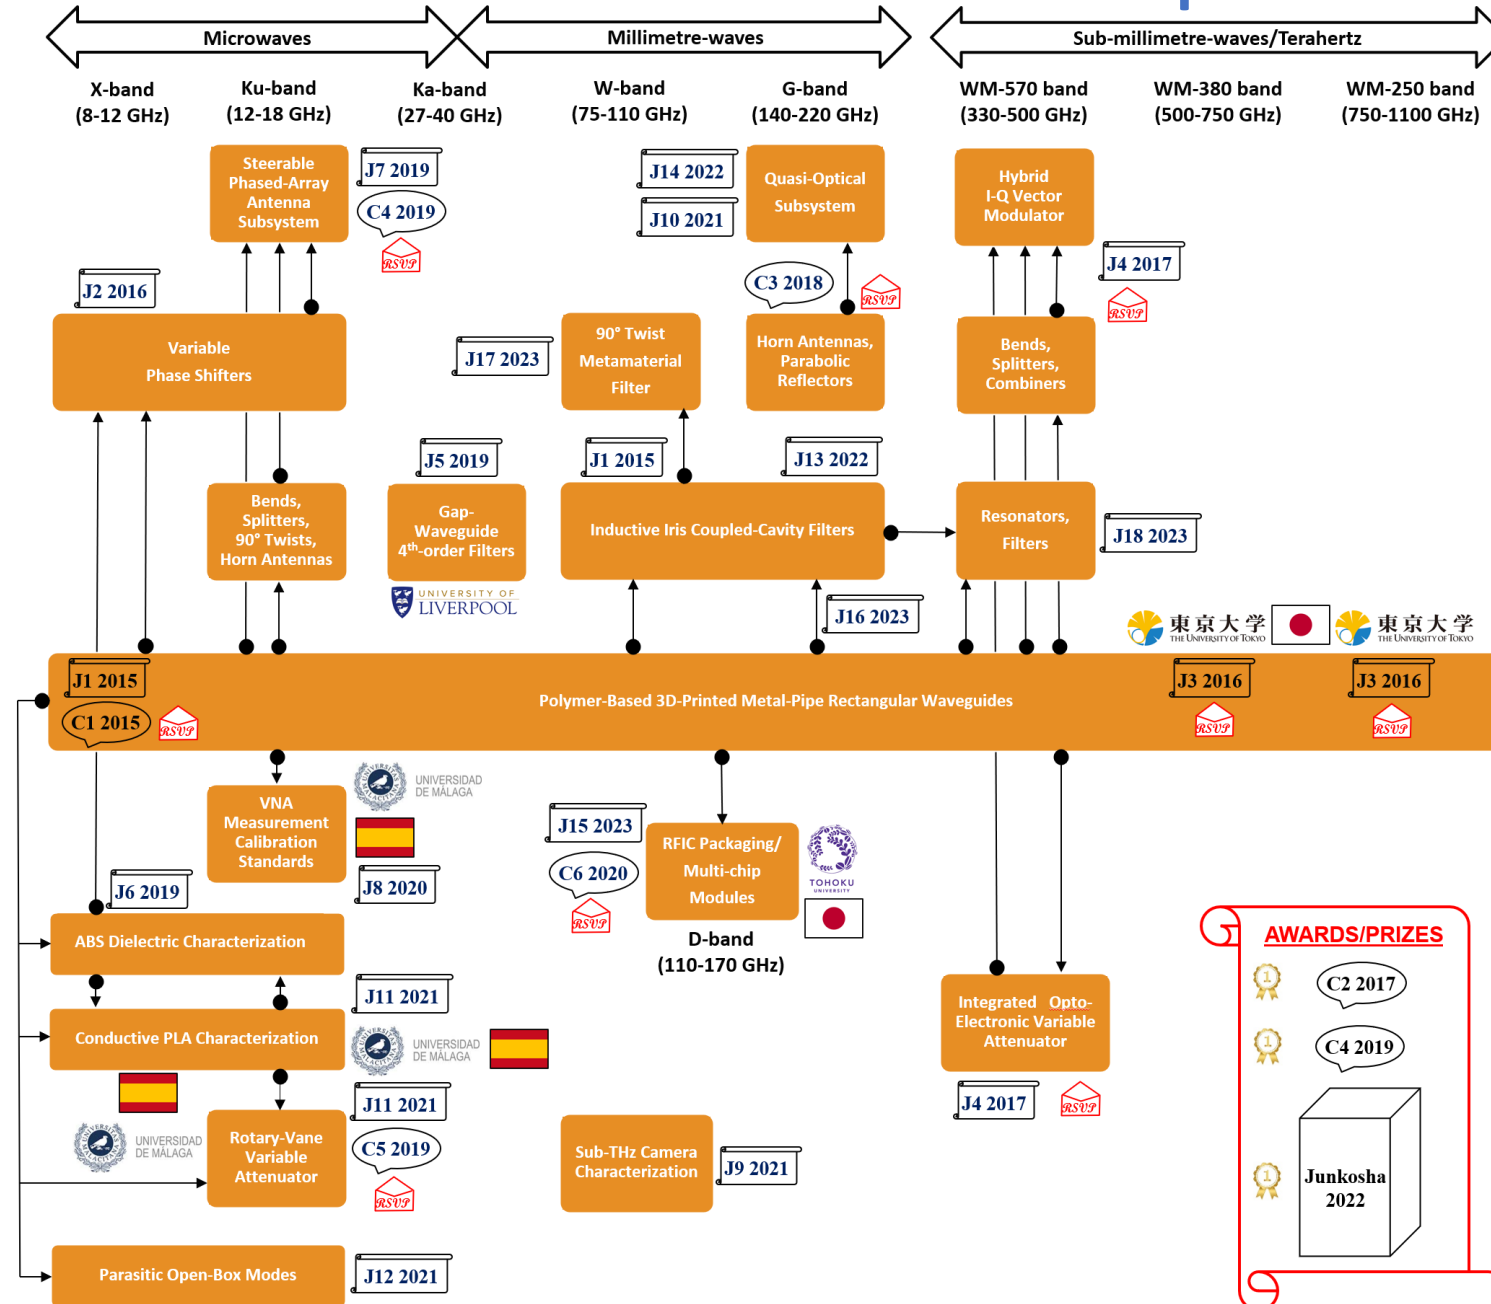 Microwaves
Millimetre-waves
Sub-millimetre-waves/Terahertz
X-band
(8-12 GHz)
Ku-band
(12-18 GHz)
Ka-band
(27-40 GHz)
W-band
(75-110 GHz)
G-band
(140-220 GHz)
WM-570 band
(330-500 GHz)
WM-380 band
(500-750 GHz)
WM-250 band
(750-1100 GHz)
Steerable
Phased-Array
Antenna
Subsystem
J7 2019
C4 2019
RSVP
J14 2022
J10 2021
Quasi-Optical
Subsystem
Hybrid
I-Q Vector
Modulator
J4 2017
RSVP
J2 2016
C3 2018
RSVP
Variable
Phase Shifters
J17 2023
90° Twist
Metamaterial
Filter
Horn Antennas,
Parabolic
Reflectors
Bends,
Splitters,
Combiners
J5 2019
J1 2015
J13 2022
Bends,
Splitters,
90° Twists,
Horn Antennas
Gap-
Waveguide
4th-order Filters
Inductive Iris Coupled-Cavity Filters
Resonators,
Filters
J18 2023
UNIVERSITY OF
LIVERPOOL
J16 2023
東京大学
THE UNIVERSITY OF TOKYO
東京大学
THE UNIVERSITY OF TOKYO
J1 2015
C1 2015
RSVP
Polymer-Based 3D-Printed Metal-Pipe Rectangular Waveguides
J3 2016
RSVP
J3 2016
RSVP
VNA
Measurement
Calibration
Standards
UNIVERSIDAD
DE MÁLAGA
J8 2020
J15 2023
C6 2020
RSVP
RFIC Packaging/
Multi-chip
Modules
TOHOKU
UNIVERSITY
D-band
(110-170 GHz)
J6 2019
ABS Dielectric Characterization
J11 2021
Conductive PLA Characterization
UNIVERSIDAD
DE MÁLAGA
Integrated Opto-
Electronic Variable
Attenuator
J4 2017
RSVP
UNIVERSIDAD
DE MÁLAGA
Rotary-Vane
Variable
Attenuator
J11 2021
C5 2019
RSVP
Sub-THz Camera
Characterization
J9 2021
Parasitic Open-Box Modes
J12 2021
AWARDS/PRIZES
1
C2 2017
1
C4 2019
1
Junkosha
2022